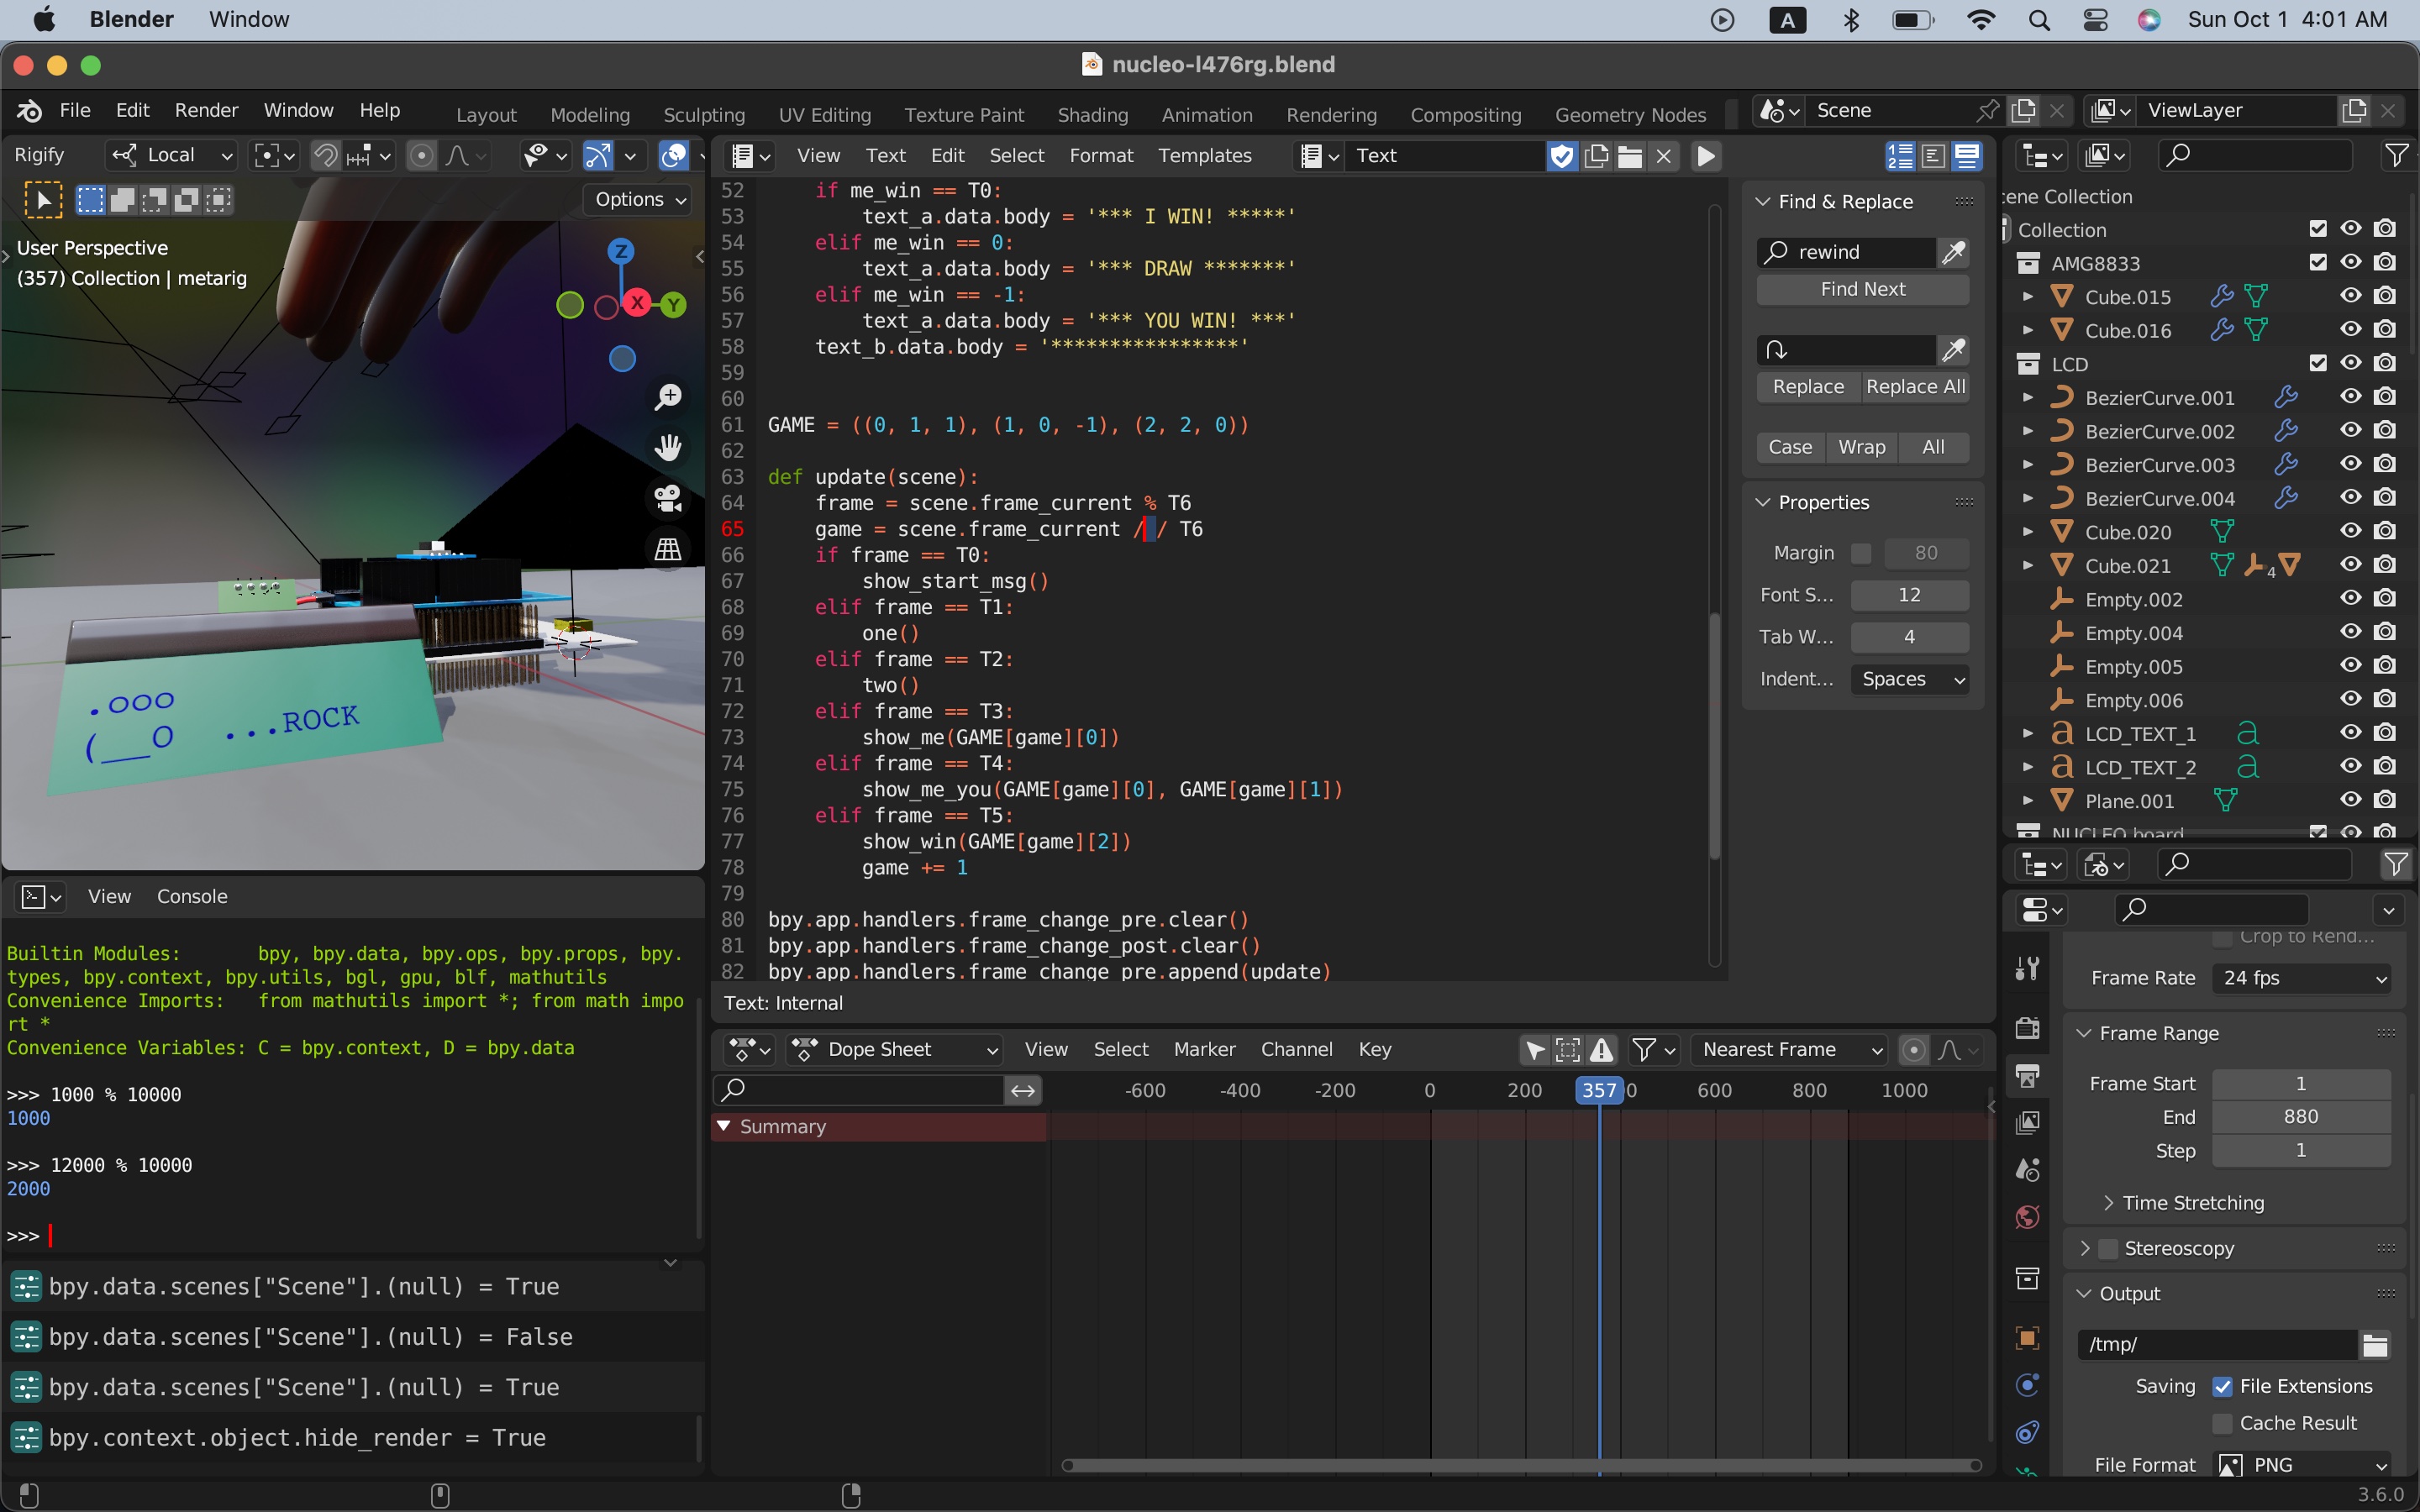 Blender Window
A Sun Oct 1 4:01 AM
nucleo-l476rg.blend
File Edit Render Window Help Layout Modeling Sculpting UV Editing Texture Paint Shading Animation Rendering Compositing Geometry Nodes Scene ViewLayer
Rigify Local
Options
User Perspective
(357) Collection | metarig
Z
X
Y
.ooo
(___O ...ROCK
View Text Edit Select Format Templates Text
52 if me_win == T0:
53 text_a.data.body = '*** I WIN! *****'
54 elif me_win == 0:
55 text_a.data.body = '*** DRAW *******'
56 elif me_win == -1:
57 text_a.data.body = '*** YOU WIN! ***'
58 text_b.data.body = '****************'
59
60
61 GAME = ((0, 1, 1), (1, 0, -1), (2, 2, 0))
62
63 def update(scene):
64 frame = scene.frame_current % T6
65 game = scene.frame_current / / T6
66 if frame == T0:
67 show_start_msg()
68 elif frame == T1:
69 one()
70 elif frame == T2:
71 two()
72 elif frame == T3:
73 show_me(GAME[game][0])
74 elif frame == T4:
75 show_me_you(GAME[game][0], GAME[game][1])
76 elif frame == T5:
77 show_win(GAME[game][2])
78 game += 1
79
80 bpy.app.handlers.frame_change_pre.clear()
81 bpy.app.handlers.frame_change_post.clear()
82 bpy.app.handlers.frame_change_pre.append(update)
Text: Internal
Find & Replace
rewind
Find Next
Replace Replace All
Case Wrap All
Properties
Margin 80
Font S... 12
Tab W... 4
Indent... Spaces
cene Collection
Collection
AMG8833
Cube.015
Cube.016
LCD
BezierCurve.001
BezierCurve.002
BezierCurve.003
BezierCurve.004
Cube.020
Cube.021 4
Empty.002
Empty.004
Empty.005
Empty.006
LCD_TEXT_1
LCD_TEXT_2
Plane.001
NUCLEO board
View Console
Builtin Modules: bpy, bpy.data, bpy.ops, bpy.props, bpy.
types, bpy.context, bpy.utils, bgl, gpu, blf, mathutils
Convenience Imports: from mathutils import *; from math impo
rt *
Convenience Variables: C = bpy.context, D = bpy.data
>>> 1000 % 10000
1000
>>> 12000 % 10000
2000
>>>
bpy.data.scenes["Scene"].(null) = True
bpy.data.scenes["Scene"].(null) = False
bpy.data.scenes["Scene"].(null) = True
bpy.context.object.hide_render = True
Dope Sheet View Select Marker Channel Key Nearest Frame
-600 -400 -200 0 200 357 0 600 800 1000
Summary
Crop to Rend...
Frame Rate 24 fps
Frame Range
Frame Start 1
End 880
Step 1
Time Stretching
Stereoscopy
Output
/tmp/
Saving File Extensions
Cache Result
File Format PNG
3.6.0